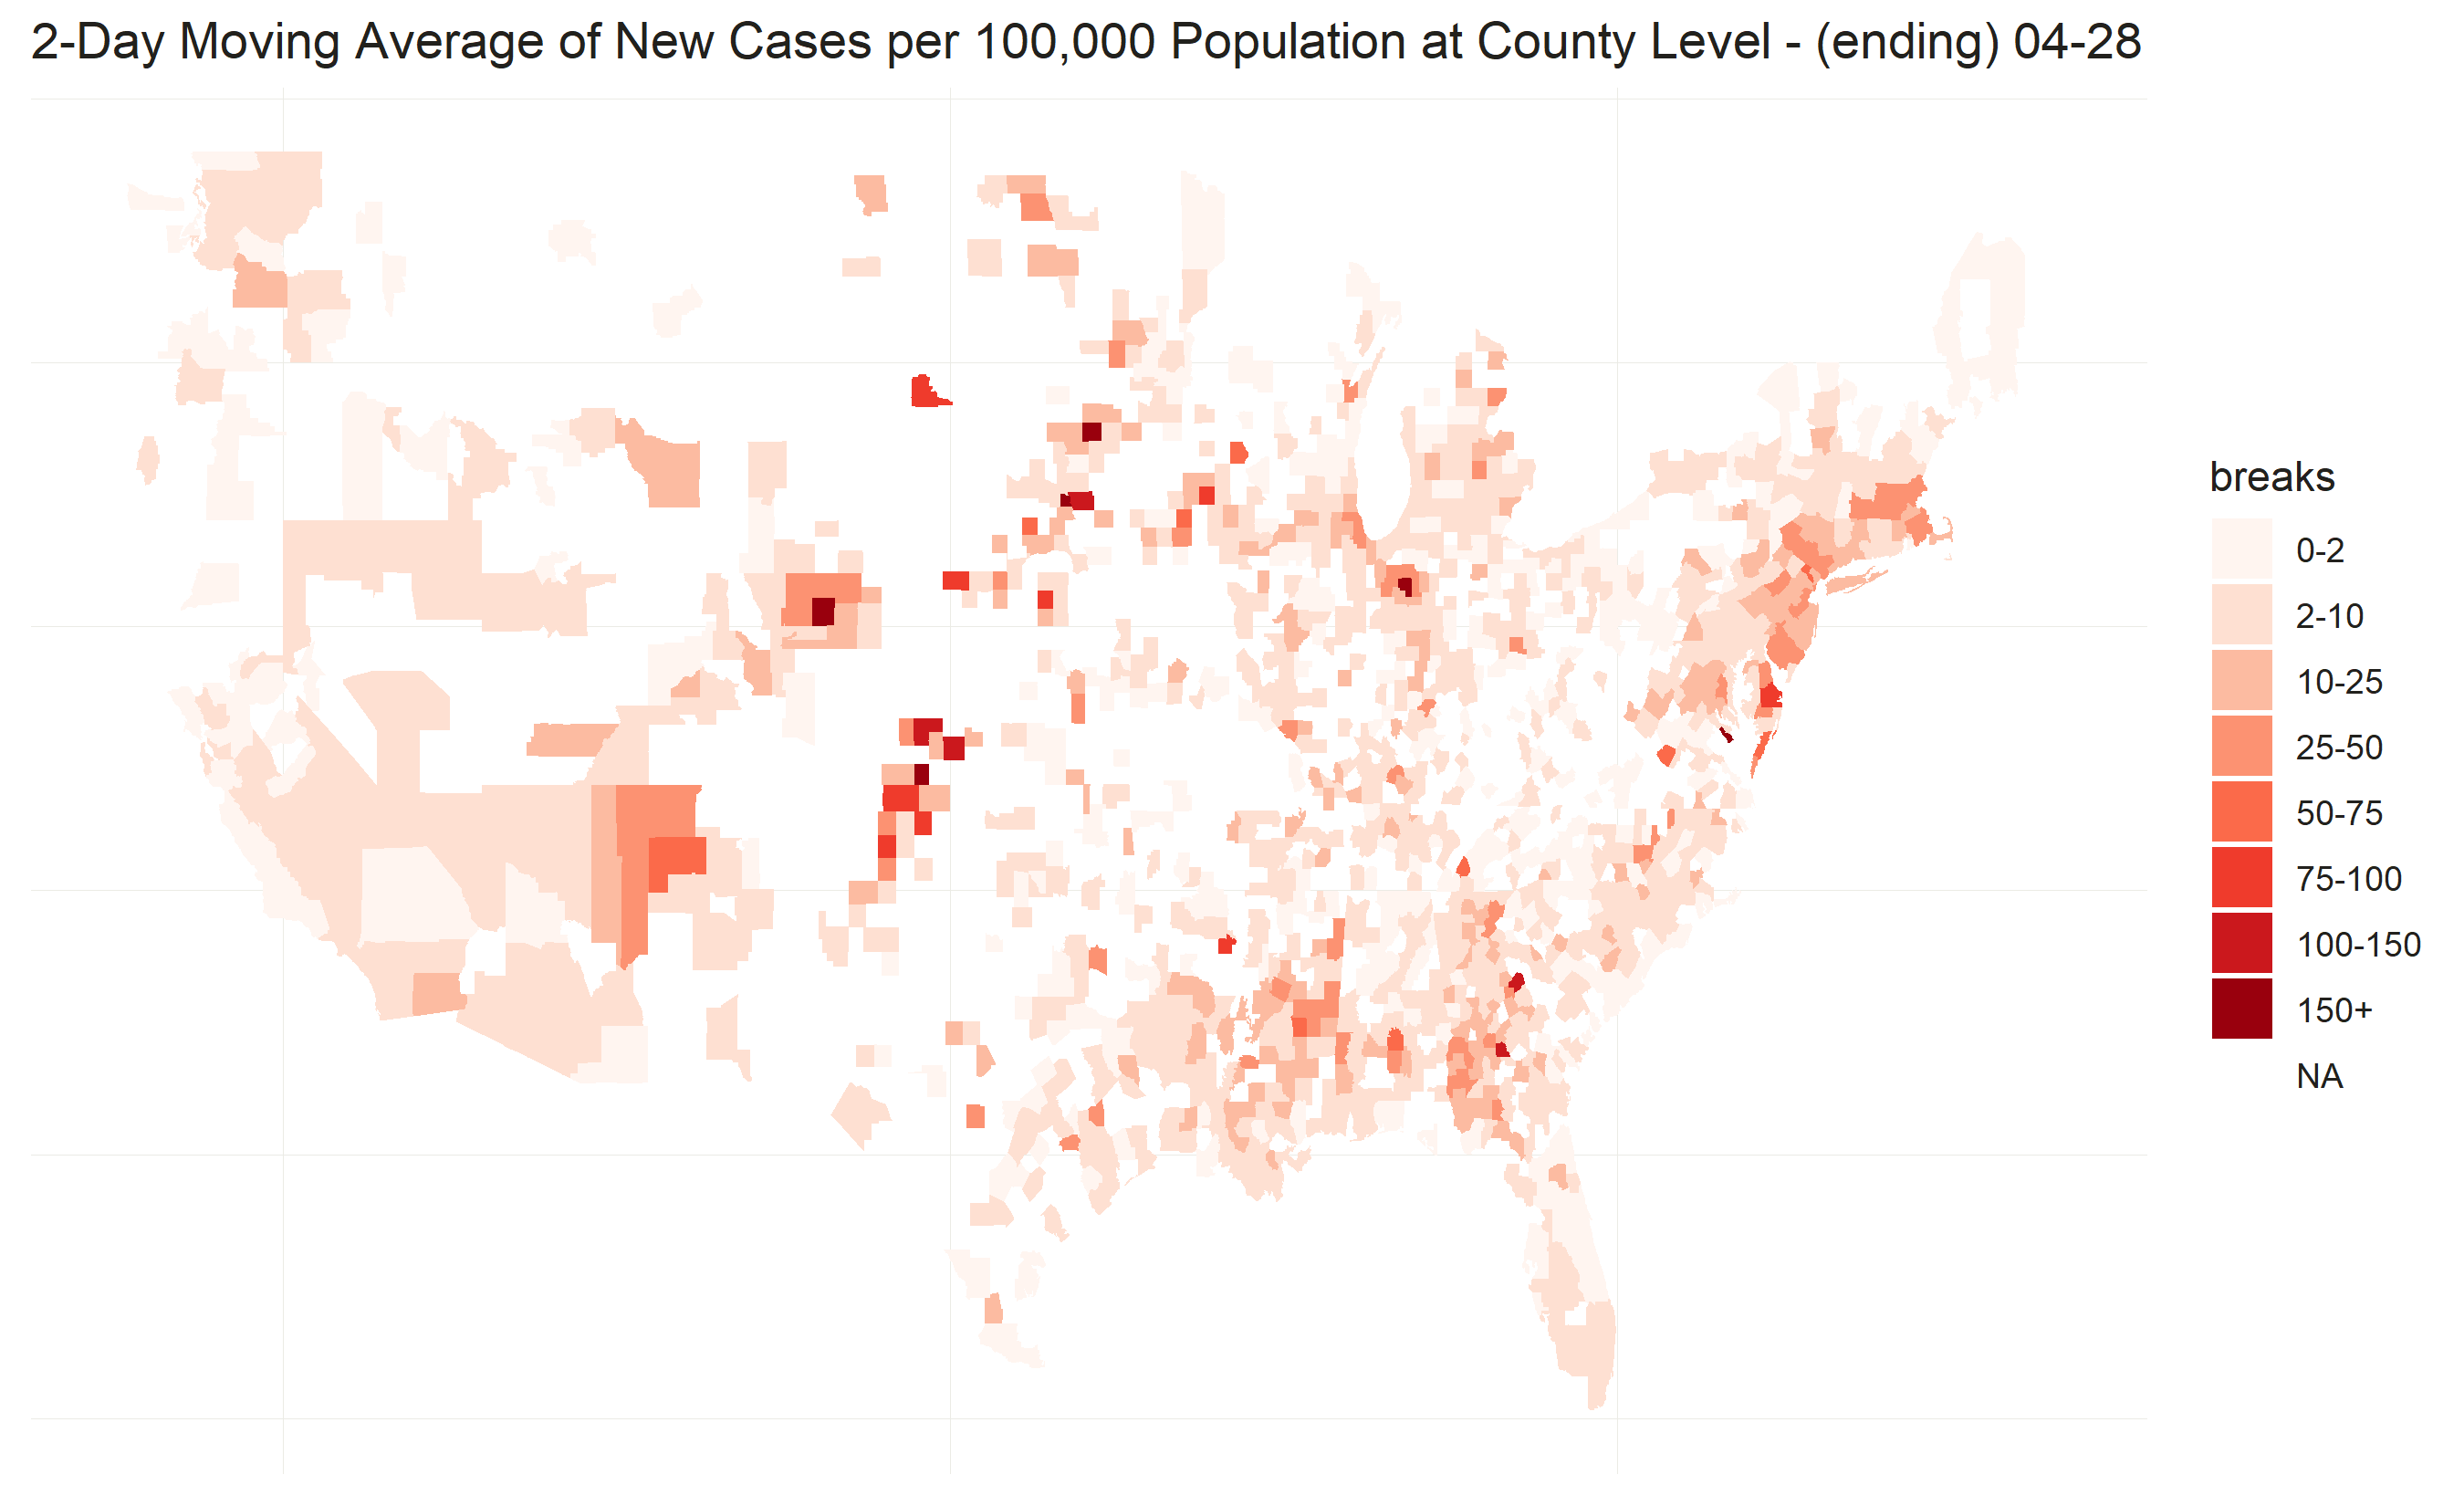 2-Day Moving Average of New Cases per 100,000 Population at County Level - (ending) 04-28
breaks
0-2
2-10
10-25
25-50
50-75
75-100
100-150
150+
NA